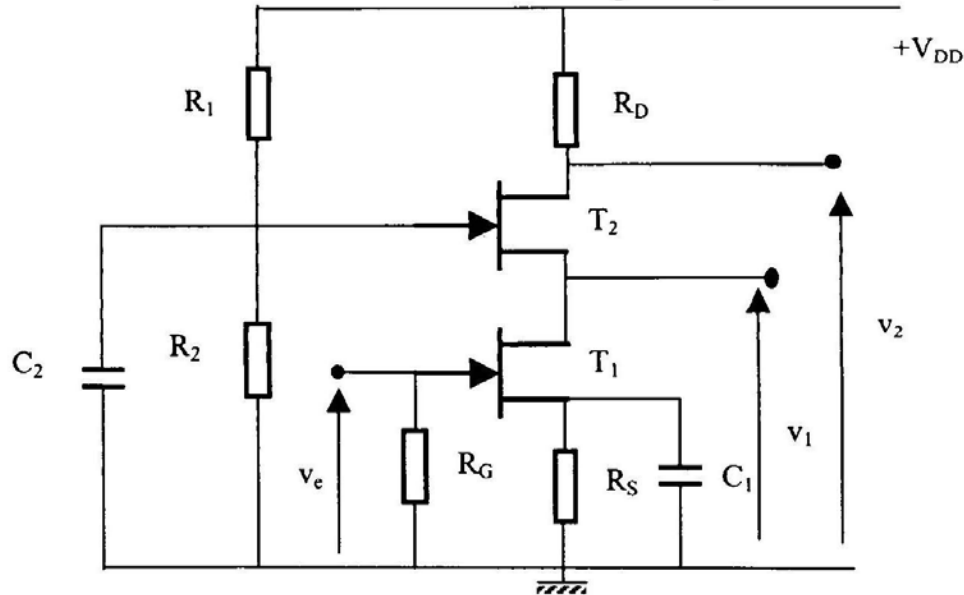 +V_DD
R_1
R_D
T_2
C_2
R_2
T_1
v_2
v_e
R_G
R_S
C_1
v_1